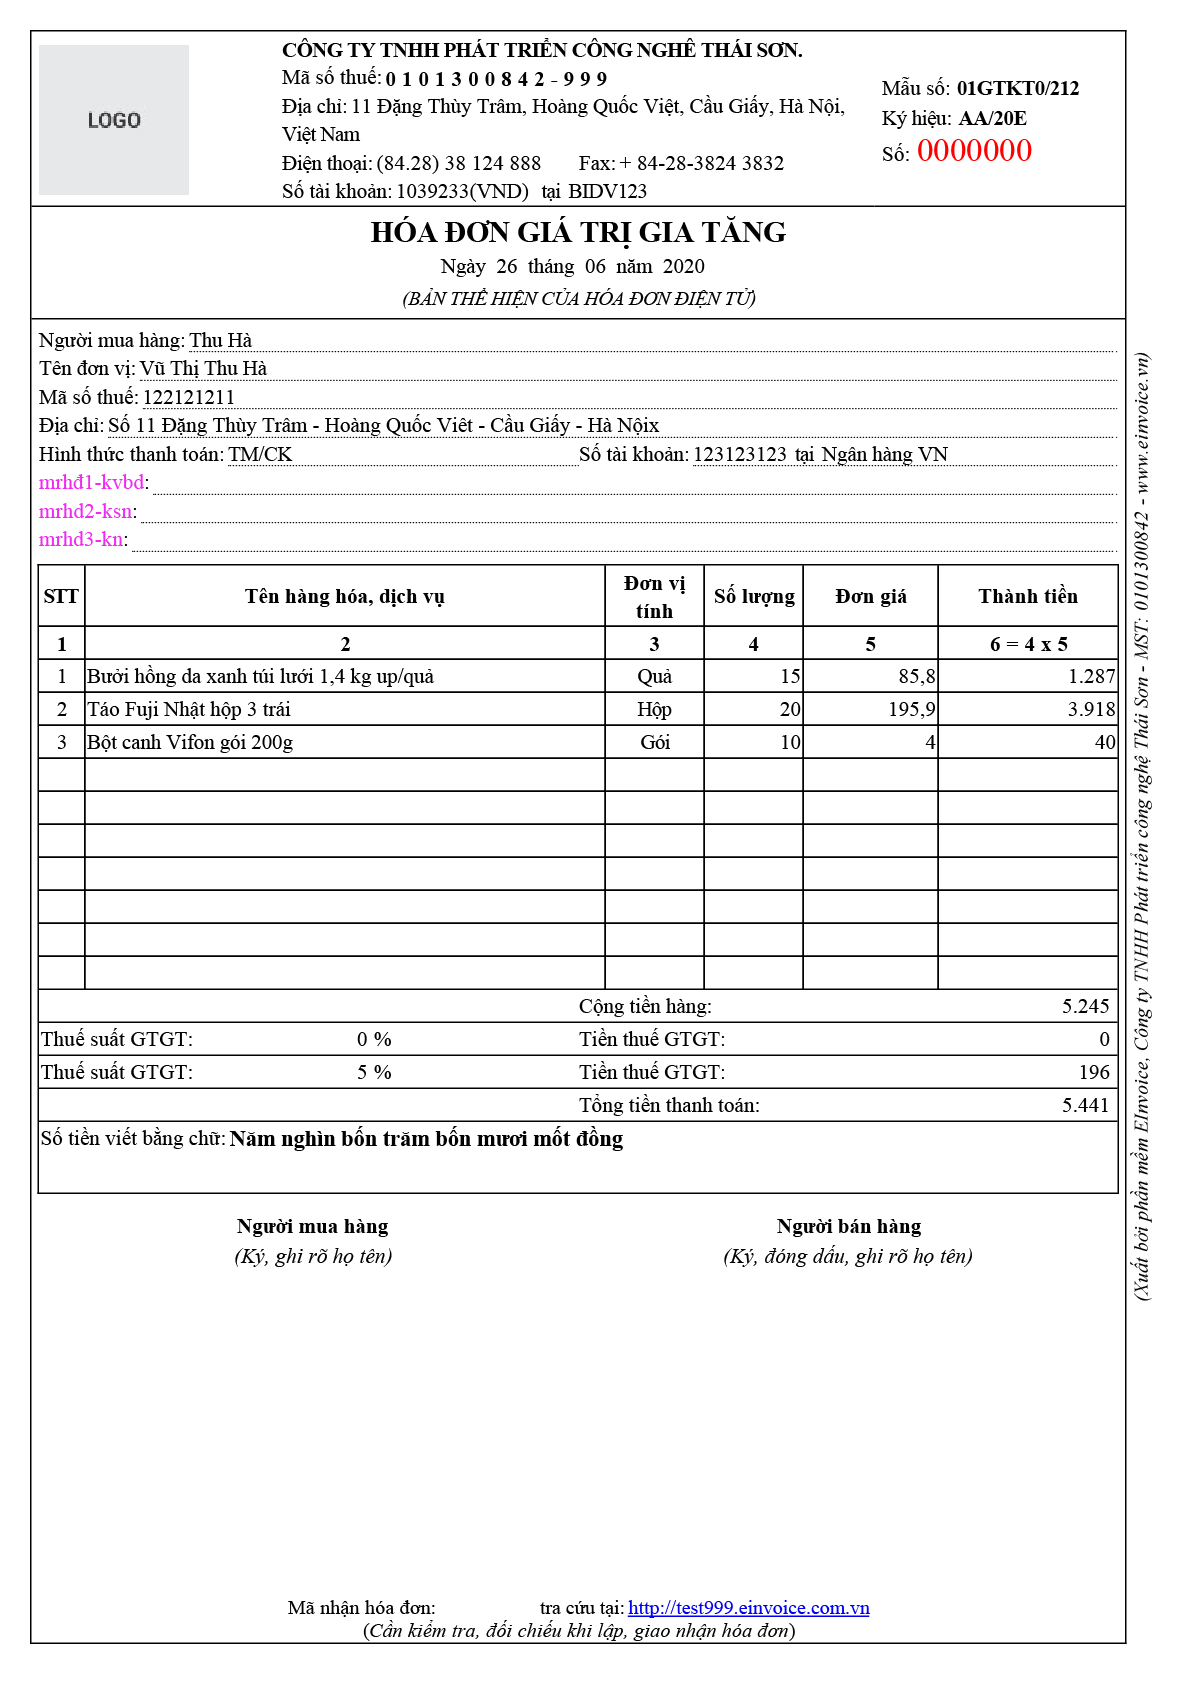 LOGO
CÔNG TY TNHH PHÁT TRIỂN CÔNG NGHÊ THÁI SƠN.
Mã số thuế: 0 1 0 1 3 0 0 8 4 2 - 9 9 9
Địa chỉ: 11 Đặng Thùy Trâm, Hoàng Quốc Việt, Cầu Giấy, Hà Nội,
Việt Nam
Điện thoại: (84.28) 38 124 888 Fax: + 84-28-3824 3832
Số tài khoản: 1039233(VND) tại BIDV123
Mẫu số: 01GTKT0/212
Ký hiệu: AA/20E
Số: 0000000
HÓA ĐƠN GIÁ TRỊ GIA TĂNG
Ngày 26 tháng 06 năm 2020
(BẢN THỂ HIỆN CỦA HÓA ĐƠN ĐIỆN TỬ)
Người mua hàng: Thu Hà
Tên đơn vị: Vũ Thị Thu Hà
Mã số thuế: 122121211
Địa chỉ: Số 11 Đặng Thùy Trâm - Hoàng Quốc Viêt - Cầu Giấy - Hà Nộix
Hình thức thanh toán: TM/CK Số tài khoản: 123123123 tại Ngân hàng VN
mrhđ1-kvbd:
mrhd2-ksn:
mrhd3-kn:
STT Tên hàng hóa, dịch vụ Đơn vị tính Số lượng Đơn giá Thành tiền
1 2 3 4 5 6 = 4 x 5
1 Bưởi hồng da xanh túi lưới 1,4 kg up/quả Quả 15 85,8 1.287
2 Táo Fuji Nhật hộp 3 trái Hộp 20 195,9 3.918
3 Bột canh Vifon gói 200g Gói 10 4 40
Cộng tiền hàng: 5.245
Thuế suất GTGT: 0 % Tiền thuế GTGT: 0
Thuế suất GTGT: 5 % Tiền thuế GTGT: 196
Tổng tiền thanh toán: 5.441
Số tiền viết bằng chữ: Năm nghìn bốn trăm bốn mươi mốt đồng
Người mua hàng Người bán hàng
(Ký, ghi rõ họ tên) (Ký, đóng dấu, ghi rõ họ tên)
Mã nhận hóa đơn: tra cứu tại: http://test999.einvoice.com.vn
(Cần kiểm tra, đối chiếu khi lập, giao nhận hóa đơn)
(Xuất bởi phần mềm EInvoice, Công ty TNHH Phát triển công nghệ Thái Sơn - MST: 0101300842 - www.einvoice.vn)